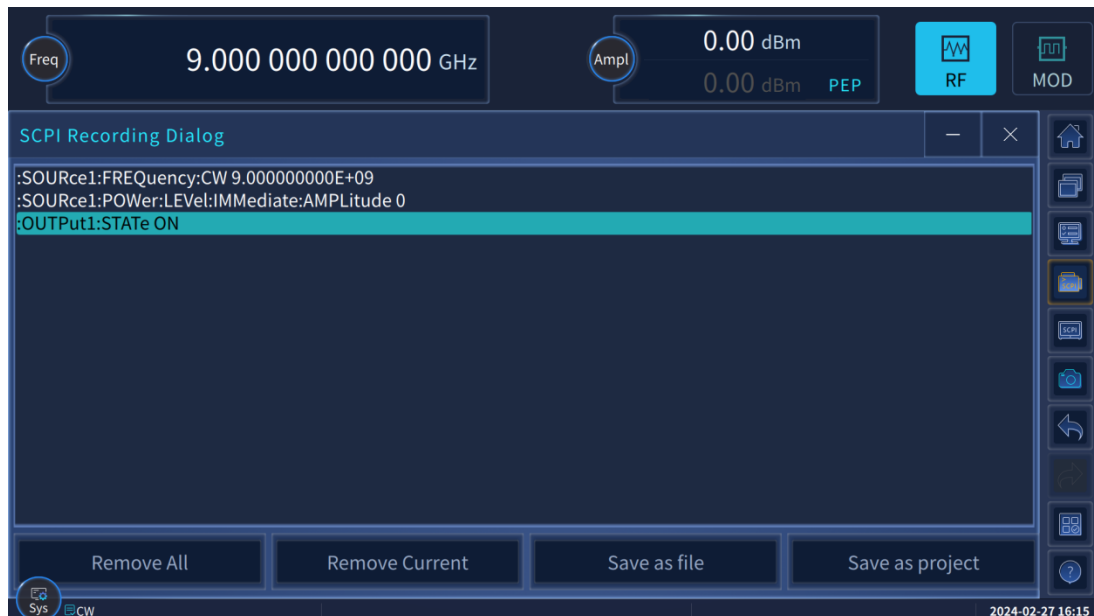 Freq
9.000 000 000 000 GHz
Ampl
0.00 dBm
0.00 dBm PEP
RF
MOD
SCPI Recording Dialog
:SOURce1:FREQuency:CW 9.000000000E+09
:SOURce1:POWer:LEVel:IMMediate:AMPLitude 0
:OUTPut1:STATe ON
SCPI
SCPI
Remove All
Remove Current
Save as file
Save as project
Sys
CW
2024-02-27 16:15